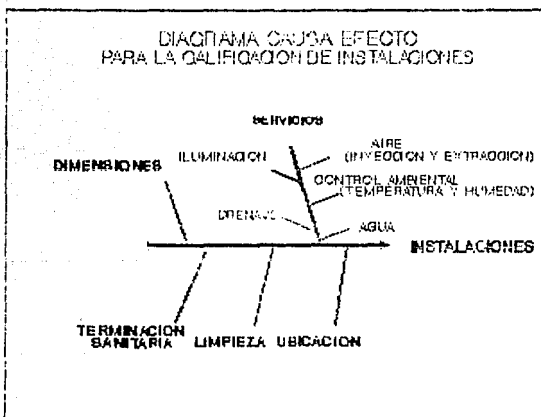 DIAGRAMA CAUSA EFECTO
PARA LA CALIFICACION DE INSTALACIONES
SERVICIOS
AIRE
(INYECCION Y EXTRACCION)
ILUMINACION
DIMENSIONES
CONTROL AMBIENTAL
(TEMPERATURA Y HUMEDAD)
DRENAJE
AGUA
INSTALACIONES
TERMINACION
SANITARIA
LIMPIEZA
UBICACION